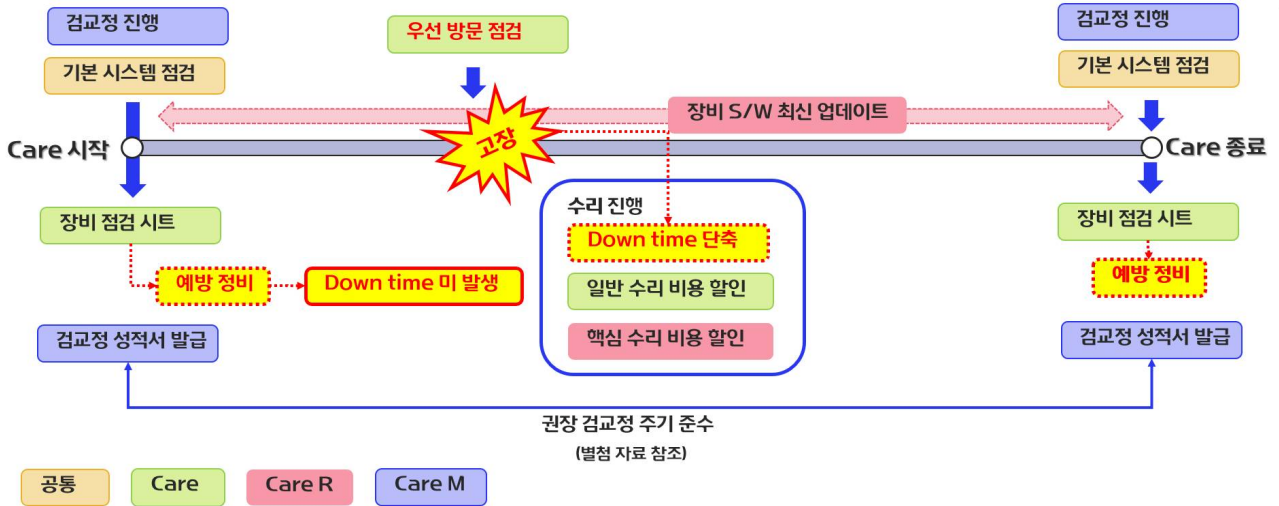 검교정 진행
우선 방문 점검
검교정 진행
기본 시스템 점검
기본 시스템 점검
장비 S/W 최신 업데이트
고장
Care 시작
Care 종료
수리 진행
장비 점검 시트
Down time 단축
장비 점검 시트
예방 정비
Down time 미 발생
일반 수리 비용 할인
예방 정비
검교정 성적서 발급
핵심 수리 비용 할인
검교정 성적서 발급
권장 검교정 주기 준수
(별첨 자료 참조)
공통
Care
Care R
Care M